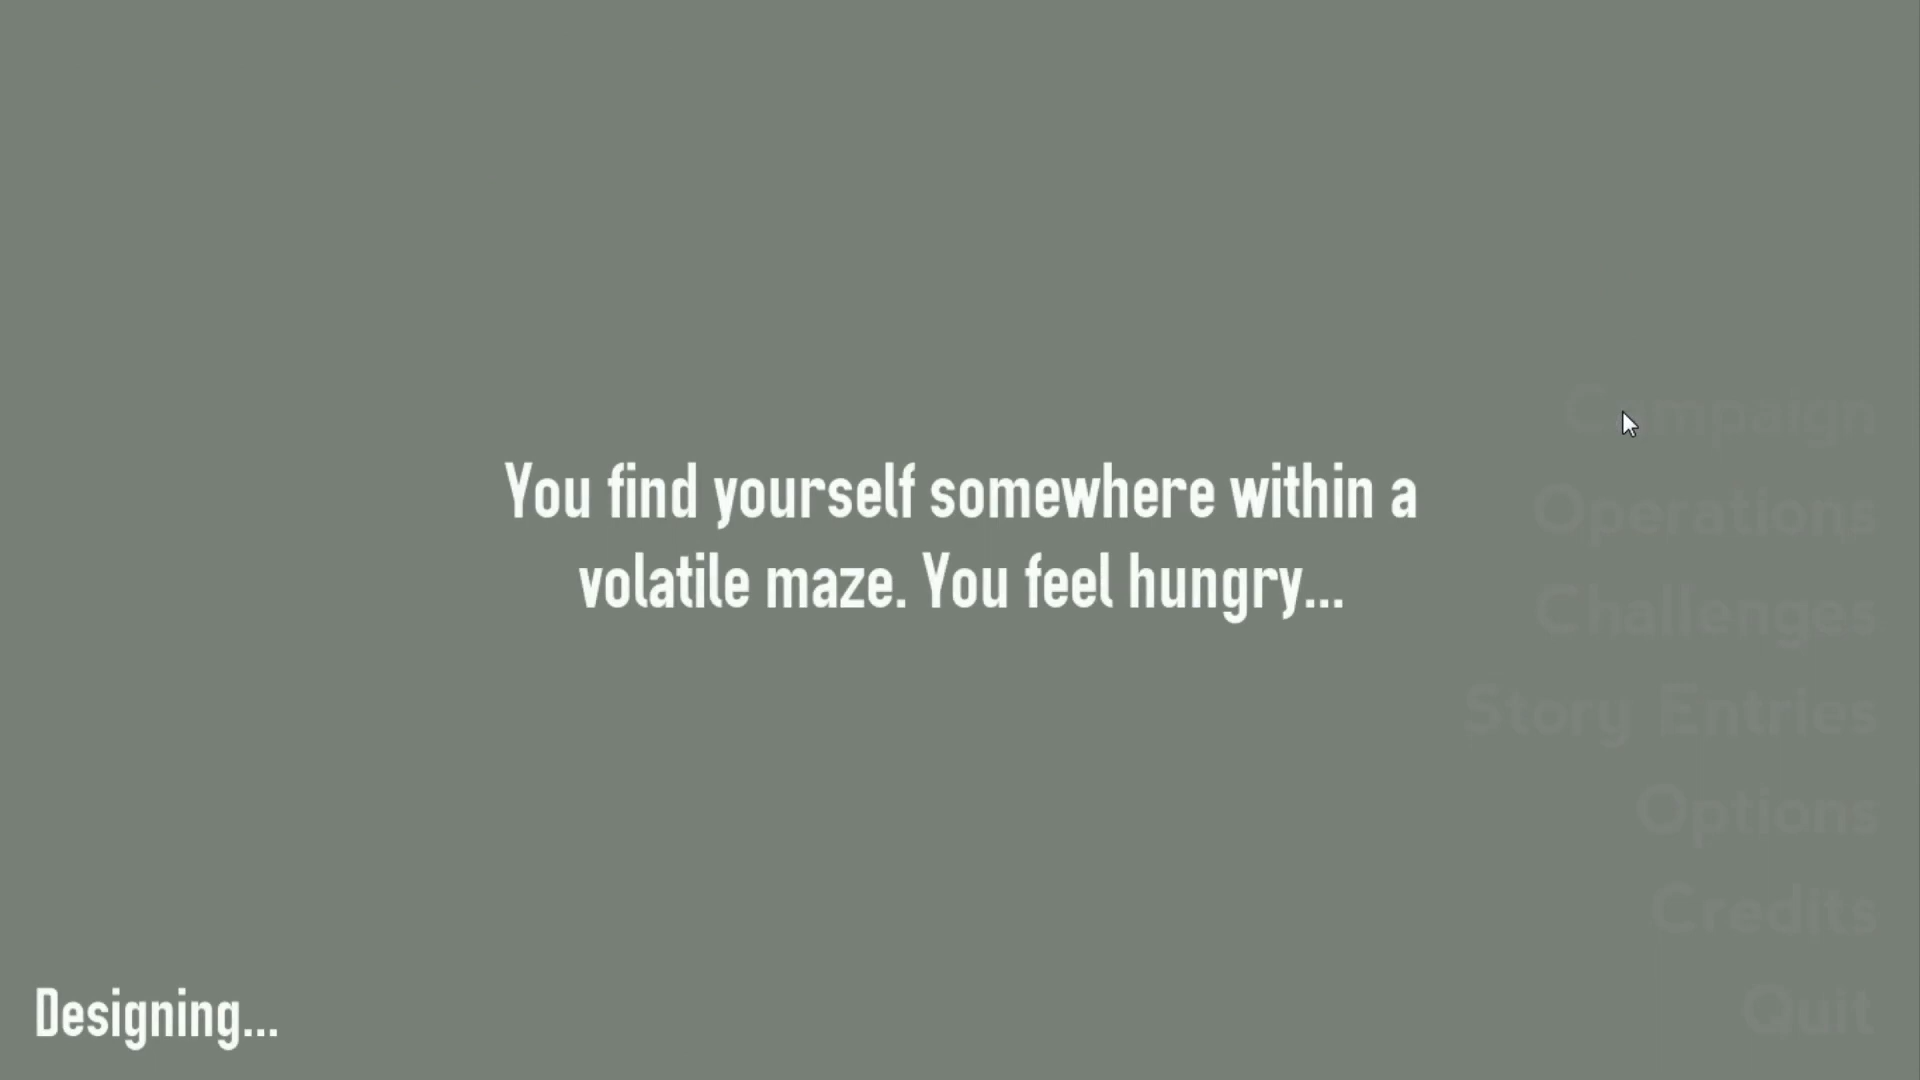 You find yourself somewhere within a
volatile maze. You feel hungry...
Campaign
Operations
Challenges
Story Entries
Options
Credits
Quit
Designing...